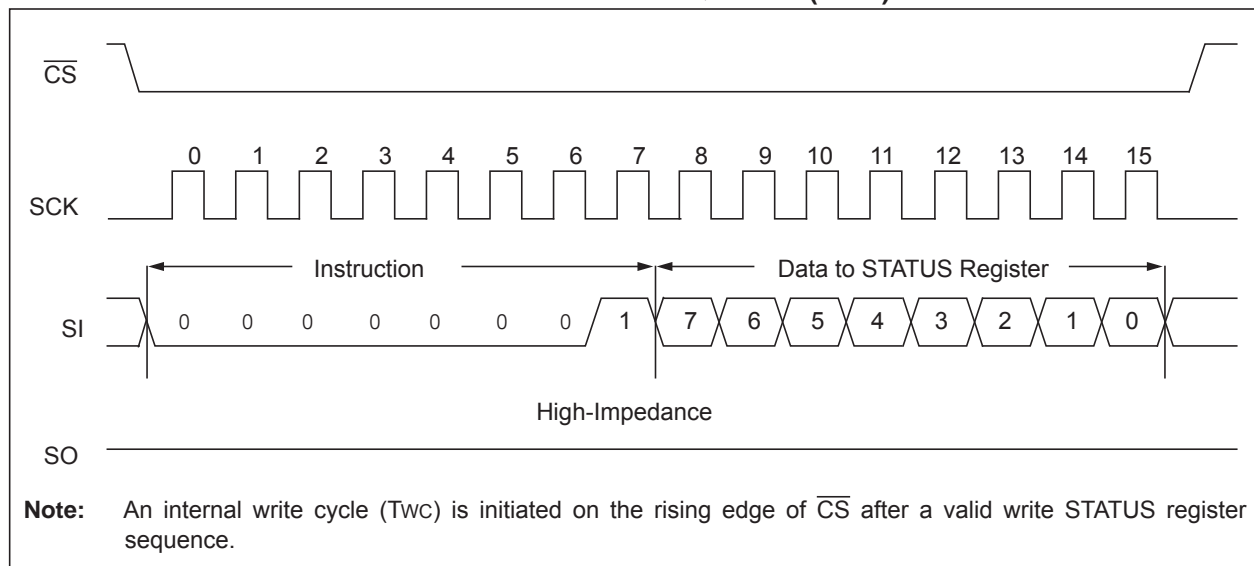 CS
0 1 2 3 4 5 6 7 8 9 10 11 12 13 14 15
SCK
Instruction Data to STATUS Register
SI 0 0 0 0 0 0 0 1 7 6 5 4 3 2 1 0
High-Impedance
SO
Note: An internal write cycle (TWC) is initiated on the rising edge of CS after a valid write STATUS register
sequence.